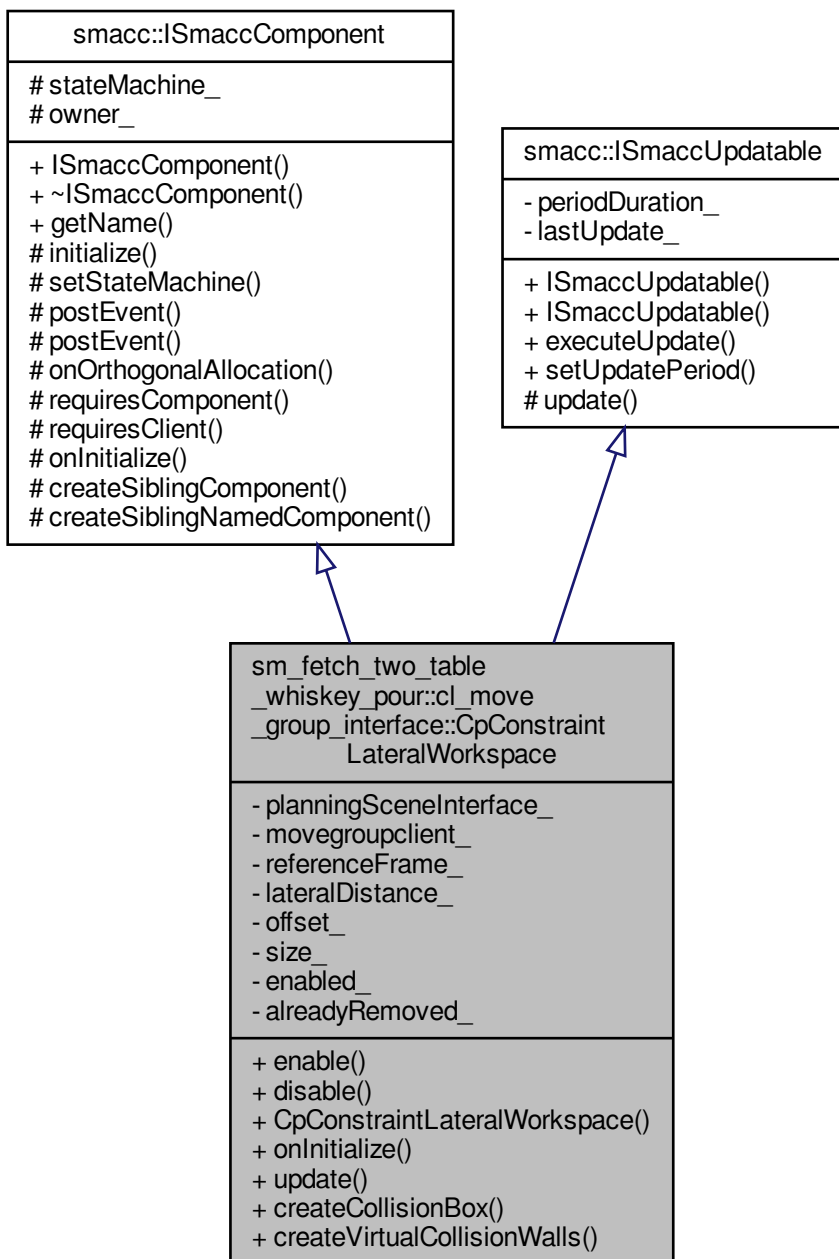 smacc::ISmaccComponent
# stateMachine_
# owner_
+ ISmaccComponent()
+ ~ISmaccComponent()
+ getName()
# initialize()
# setStateMachine()
# postEvent()
# postEvent()
# onOrthogonalAllocation()
# requiresComponent()
# requiresClient()
# onInitialize()
# createSiblingComponent()
# createSiblingNamedComponent()
smacc::ISmaccUpdatable
- periodDuration_
- lastUpdate_
+ ISmaccUpdatable()
+ ISmaccUpdatable()
+ executeUpdate()
+ setUpdatePeriod()
# update()
sm_fetch_two_table
_whiskey_pour::cl_move
_group_interface::CpConstraint
LateralWorkspace
- planningSceneInterface_
- movegroupclient_
- referenceFrame_
- lateralDistance_
- offset_
- size_
- enabled_
- alreadyRemoved_
+ enable()
+ disable()
+ CpConstraintLateralWorkspace()
+ onInitialize()
+ update()
+ createCollisionBox()
+ createVirtualCollisionWalls()